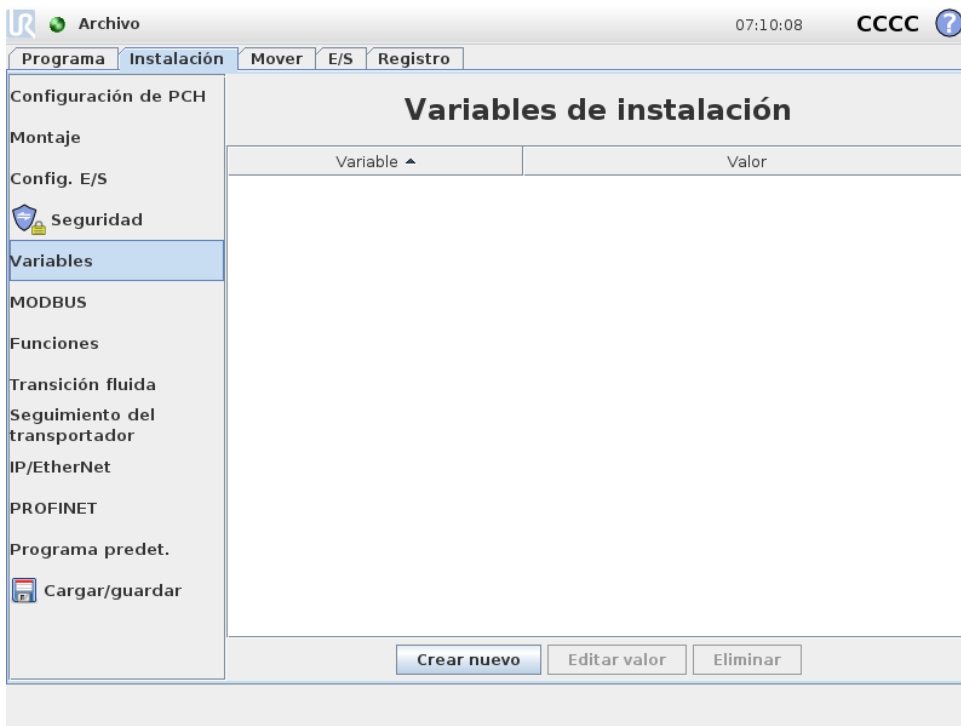 Archivo 07:10:08 CCCC ?
Programa Instalación Mover E/S Registro
Configuración de PCH
Montaje
Config. E/S
Seguridad
Variables
MODBUS
Funciones
Transición fluida
Seguimiento del
transportador
IP/EtherNet
PROFINET
Programa predet.
Cargar/guardar
Variables de instalación
Variable Valor
Crear nuevo Editar valor Eliminar